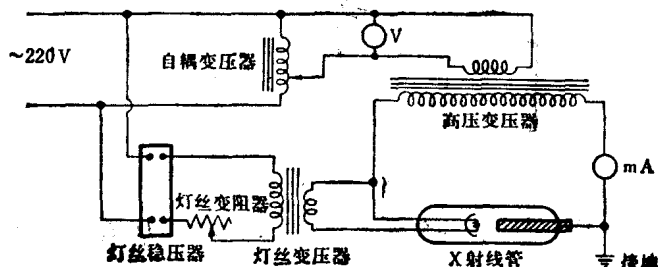 ~220V
自耦变压器
V
高压变压器
mA
灯丝变阻器
灯丝稳压器
灯丝变压器
X射线管
接地